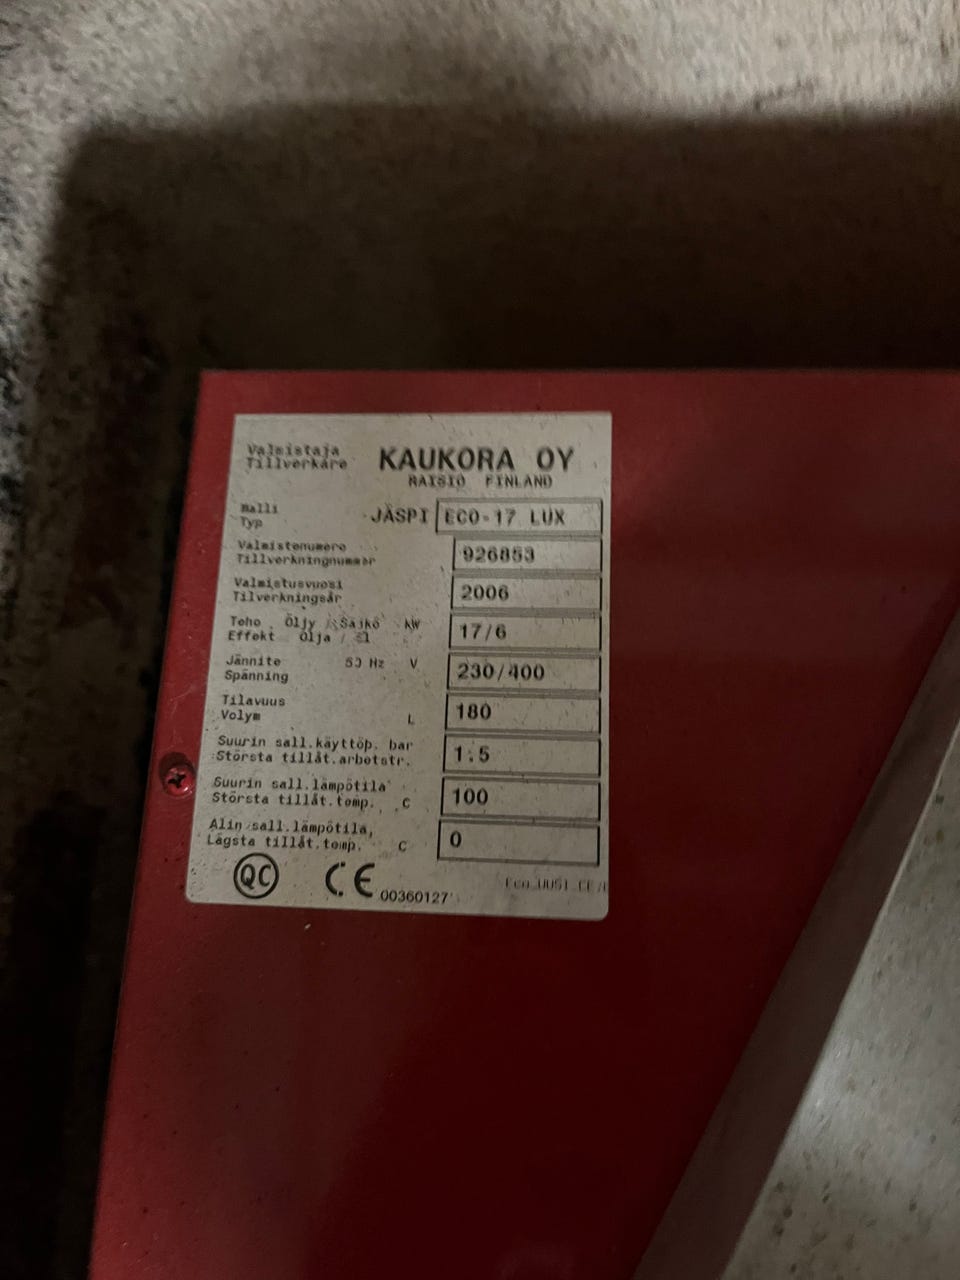 Valmistaja
Tillverkare
KAUKORA OY
RAISIO FINLAND
Malli
Typ
JÄSPI ECO-17 LUX
Valmistenumero
Tillverkningnummer
926853
Valmistusvuosi
Tilverkningsår
2006
Teho Öljy / Sähkö kW
Effekt olja / el
17/6
Jännite 50 Hz V
Spänning
230/400
Tilavuus
Volym L
180
Suurin sall.käyttöp. bar
Största tillåt.arbetstr.
1.5
Suurin sall.lämpötila
Största tillåt.temp. C
100
Alin sall.lämpötila,
Lägsta tillåt.temp. C
0
QC CE 00360127